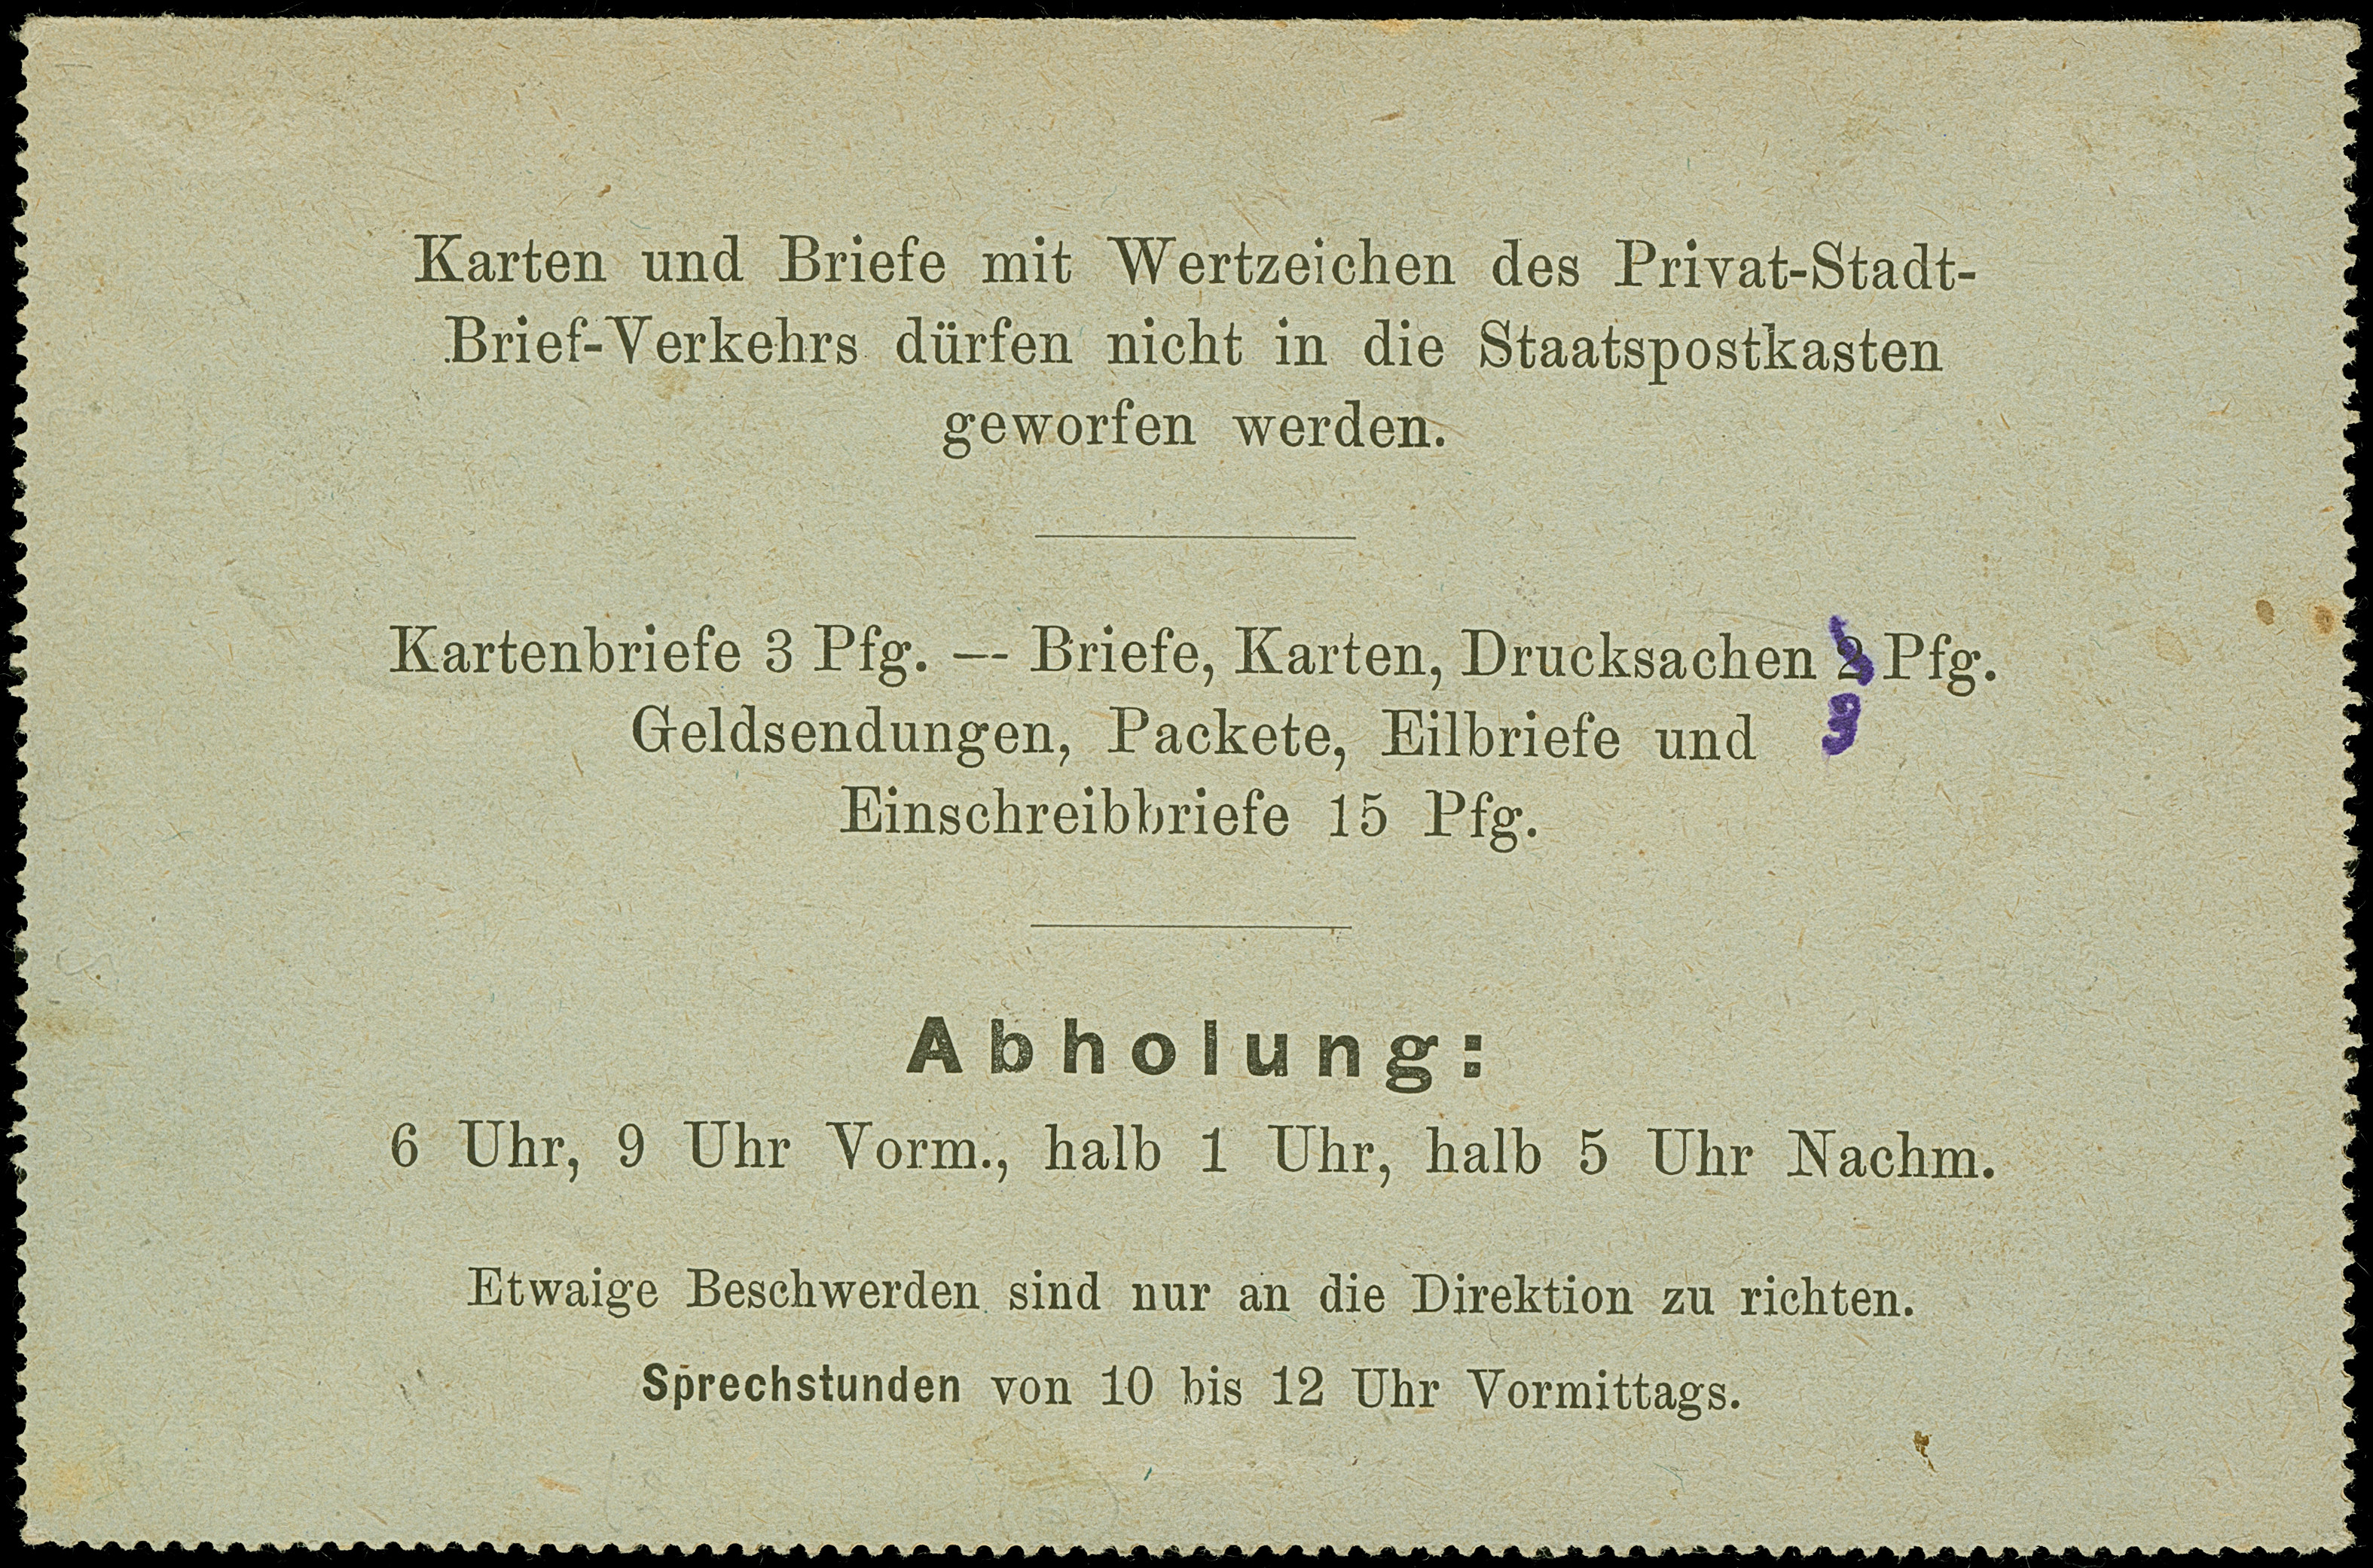 Karten und Briefe mit Wertzeichen des Privat-Stadt-
Brief-Verkehrs dürfen nicht in die Staatspostkasten
geworfen werden.
Kartenbriefe 3 Pfg. — Briefe, Karten, Drucksachen 2 Pfg.
3
Geldsendungen, Packete, Eilbriefe und
Einschreibbriefe 15 Pfg.
Abholung:
6 Uhr, 9 Uhr Vorm., halb 1 Uhr, halb 5 Uhr Nachm.
Etwaige Beschwerden sind nur an die Direktion zu richten.
Sprechstunden von 10 bis 12 Uhr Vormittags.